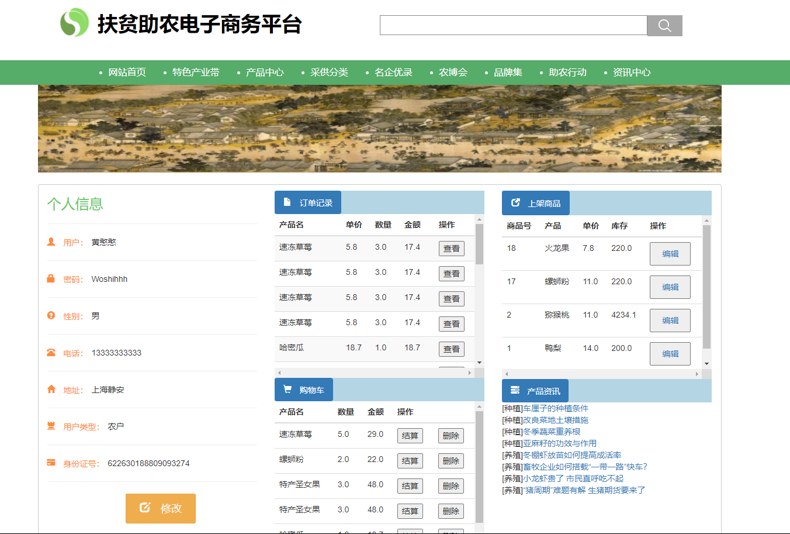 扶贫助农电子商务平台
网站首页 特色产业带 产品中心 采供分类 名企优录 农博会 品牌集 助农行动 资讯中心
个人信息
用户： 黄憨憨
密码： Woshihhh
性别： 男
电话： 13333333333
地址： 上海静安
用户类型： 农户
身份证号： 622630188809093274
修改
订单记录
产品名 单价 数量 金额 操作
速冻草莓 5.8 3.0 17.4 查看
速冻草莓 5.8 3.0 17.4 查看
速冻草莓 5.8 3.0 17.4 查看
速冻草莓 5.8 3.0 17.4 查看
哈密瓜 18.7 1.0 18.7 查看
购物车
产品名 数量 金额 操作
速冻草莓 5.0 29.0 结算 删除
螺蛳粉 2.0 22.0 结算 删除
特产圣女果 3.0 48.0 结算 删除
特产圣女果 3.0 48.0 结算 删除
上架商品
商品号 产品 单价 库存 操作
18 火龙果 7.8 220.0 编辑
17 螺蛳粉 11.0 220.0 编辑
2 猕猴桃 11.0 4234.1 编辑
1 鸭梨 14.0 200.0 编辑
产品资讯
[种植]车厘子的种植条件
[种植]改良菜地土壤措施
[种植]冬季蔬菜重养根
[种植]亚麻籽的功效与作用
[养殖]冬棚虾放苗如何提高成活率
[养殖]畜牧企业如何搭载“一带一路”快车?
[养殖]小龙虾贵了 市民直呼吃不起
[养殖]“猪周期”难题有解 生猪期货要来了